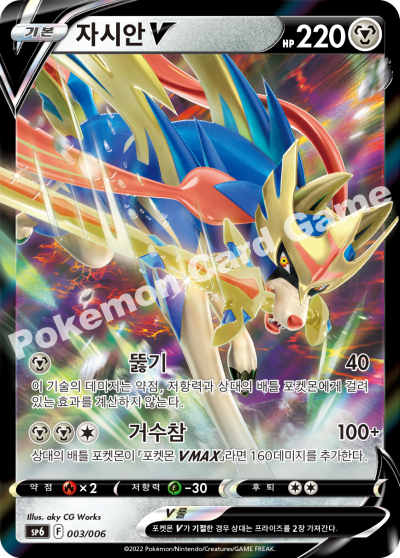 기본 자시안 V HP 220
Pokémon Card Game
뚫기 40
이 기술의 데미지는 약점, 저항력과 상대의 배틀 포켓몬에게 걸려
있는 효과를 계산하지 않는다.
거수참 100+
상대의 배틀 포켓몬이 「포켓몬 VMAX」라면 160데미지를 추가한다.
약점 ×2 저항력 -30 후퇴
Illus. aky CG Works
SP6 F 003/006
V 룰
포켓몬 V가 기절한 경우 상대는 프라이즈를 2장 가져간다.
©2022 Pokémon/Nintendo/Creatures/GAME FREAK.